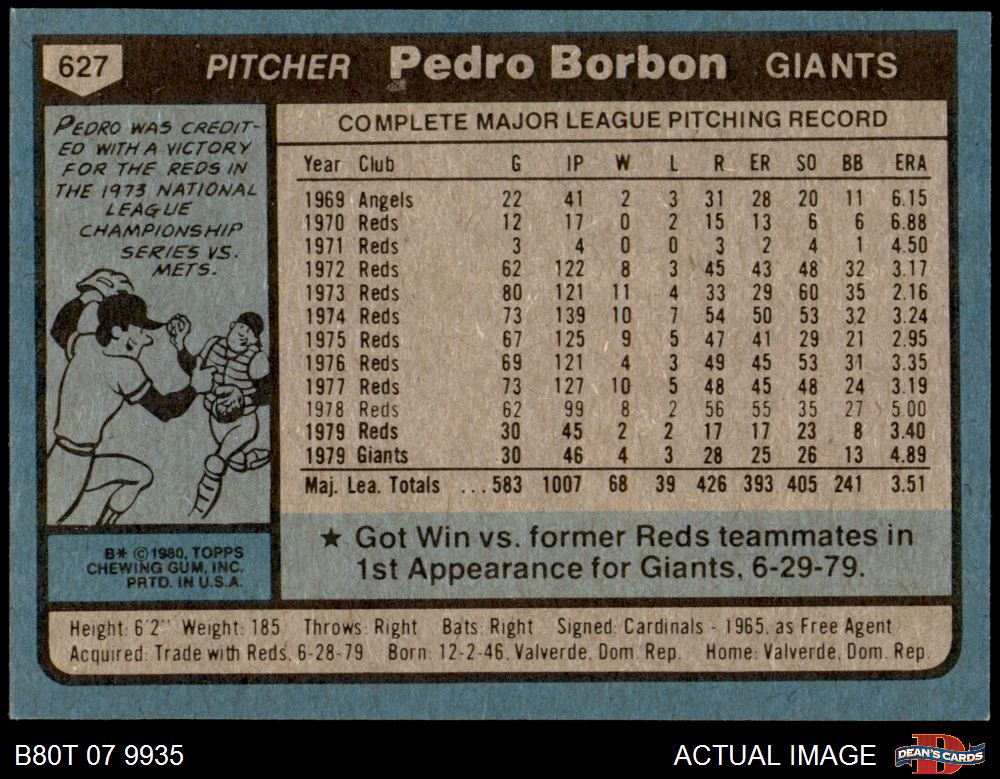 627 PITCHER Pedro Borbon GIANTS
PEDRO WAS CREDIT-
ED WITH A VICTORY
FOR THE REDS IN
THE 1973 NATIONAL
LEAGUE
CHAMPIONSHIP
SERIES VS.
METS.
COMPLETE MAJOR LEAGUE PITCHING RECORD
Year Club G IP W L R ER SO BB ERA
1969 Angels 22 41 2 3 31 28 20 11 6.15
1970 Reds 12 17 0 2 15 13 6 6 6.88
1971 Reds 3 4 0 0 3 2 4 1 4.50
1972 Reds 62 122 8 3 45 43 48 32 3.17
1973 Reds 80 121 11 4 33 29 60 35 2.16
1974 Reds 73 139 10 7 54 50 53 32 3.24
1975 Reds 67 125 9 5 47 41 29 21 2.95
1976 Reds 69 121 4 3 49 45 53 31 3.35
1977 Reds 73 127 10 5 48 45 48 24 3.19
1978 Reds 62 99 8 2 56 55 35 27 5.00
1979 Reds 30 45 2 2 17 17 23 8 3.40
1979 Giants 30 46 4 3 28 25 26 13 4.89
Maj. Lea. Totals ...583 1007 68 39 426 393 405 241 3.51
★ Got Win vs. former Reds teammates in
1st Appearance for Giants, 6-29-79.
B* ©1980, TOPPS
CHEWING GUM, INC.
PRTD. IN U.S.A.
Height: 6'2" Weight: 185 Throws: Right Bats: Right Signed: Cardinals - 1965, as Free Agent
Acquired: Trade with Reds, 6-28-79 Born: 12-2-46, Valverde, Dom. Rep. Home: Valverde, Dom. Rep.
B80T 07 9935 ACTUAL IMAGE D DEAN'S CARDS